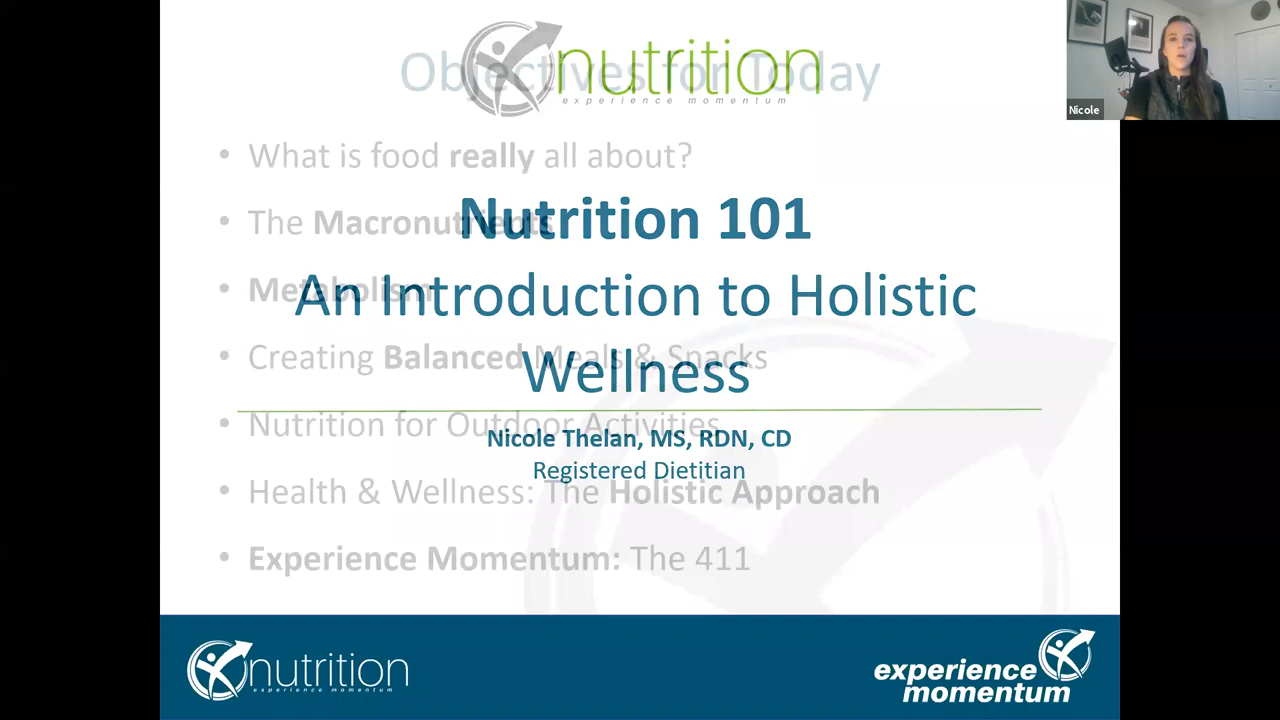 Objectives for Today
nutrition
experience momentum
Nicole
• What is food really all about?
• The Macronutrients
Nutrition 101
• Metabolism
An Introduction to Holistic
• Creating Balanced Meals & Snacks
Wellness
• Nutrition for Outdoor Activities
Nicole Thelan, MS, RDN, CD
Registered Dietitian
• Health & Wellness: The Holistic Approach
• Experience Momentum: The 411
nutrition
experience momentum
experience
momentum